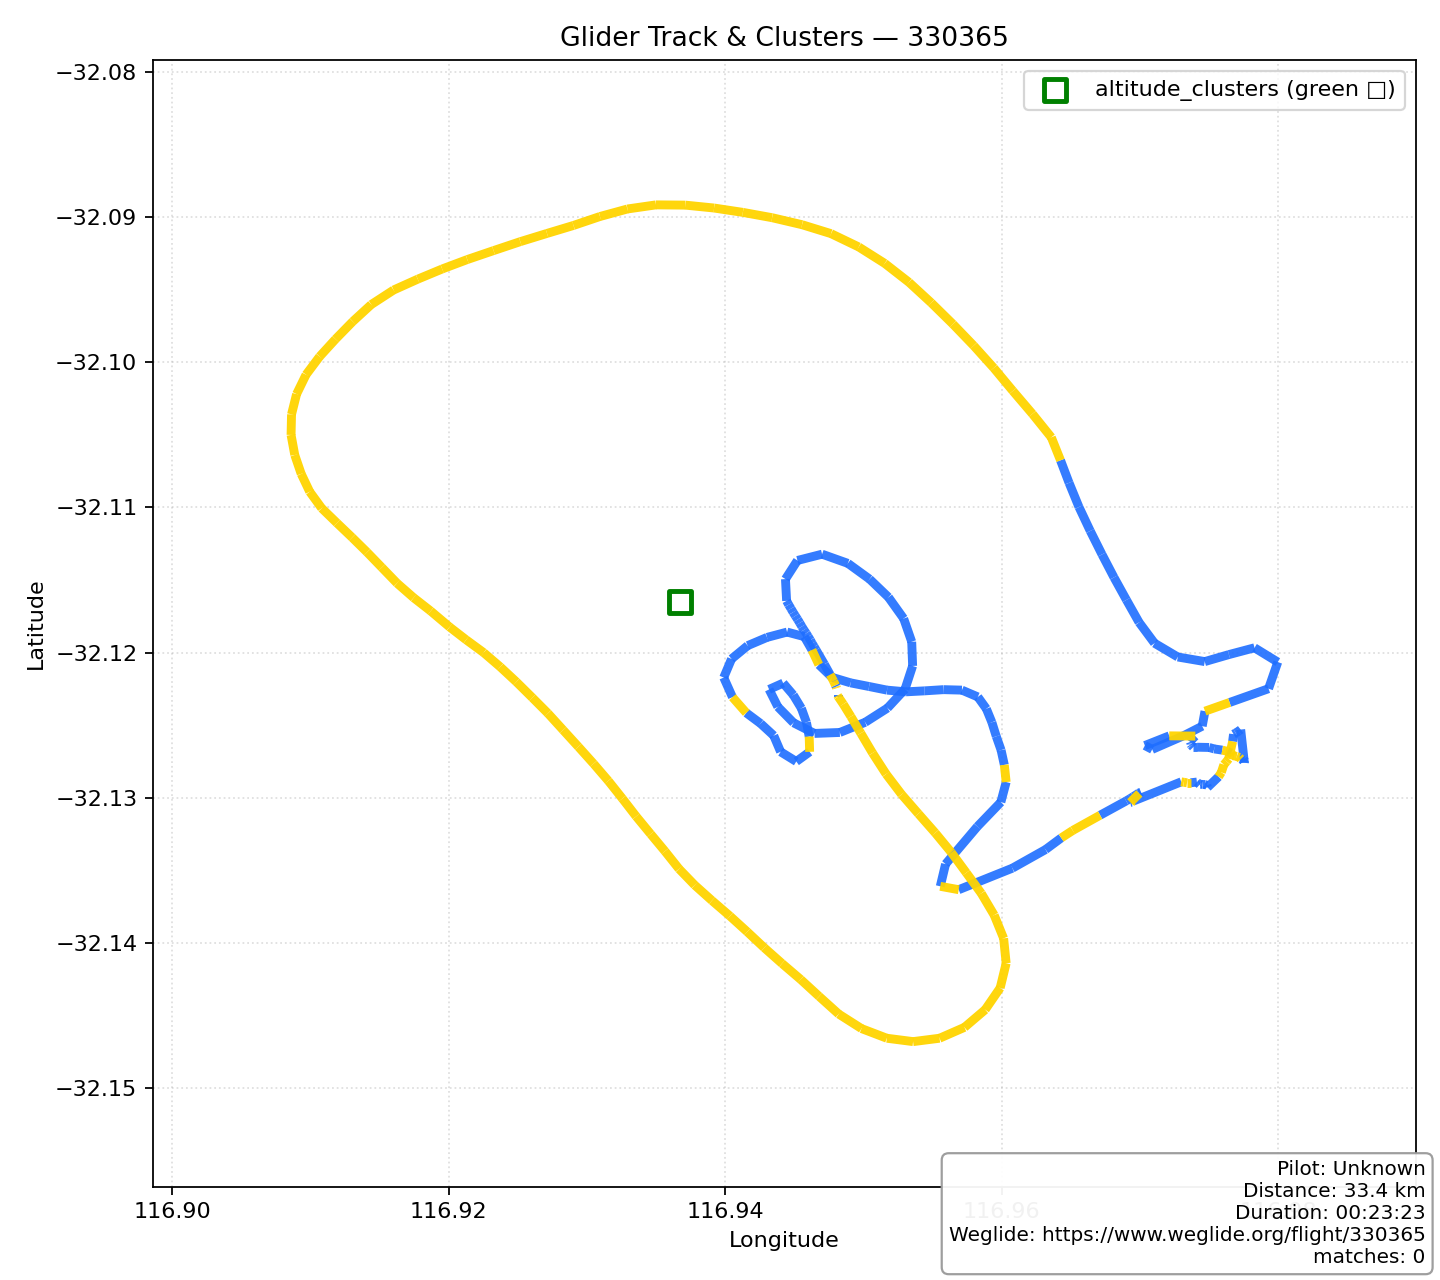 Glider Track & Clusters — 330365
altitude_clusters (green □)
−32.08
−32.09
−32.10
−32.11
−32.12
−32.13
−32.14
−32.15
Latitude
116.90
116.92
116.94
116.96
Longitude
Pilot: Unknown
Distance: 33.4 km
Duration: 00:23:23
Weglide: https://www.weglide.org/flight/330365
matches: 0